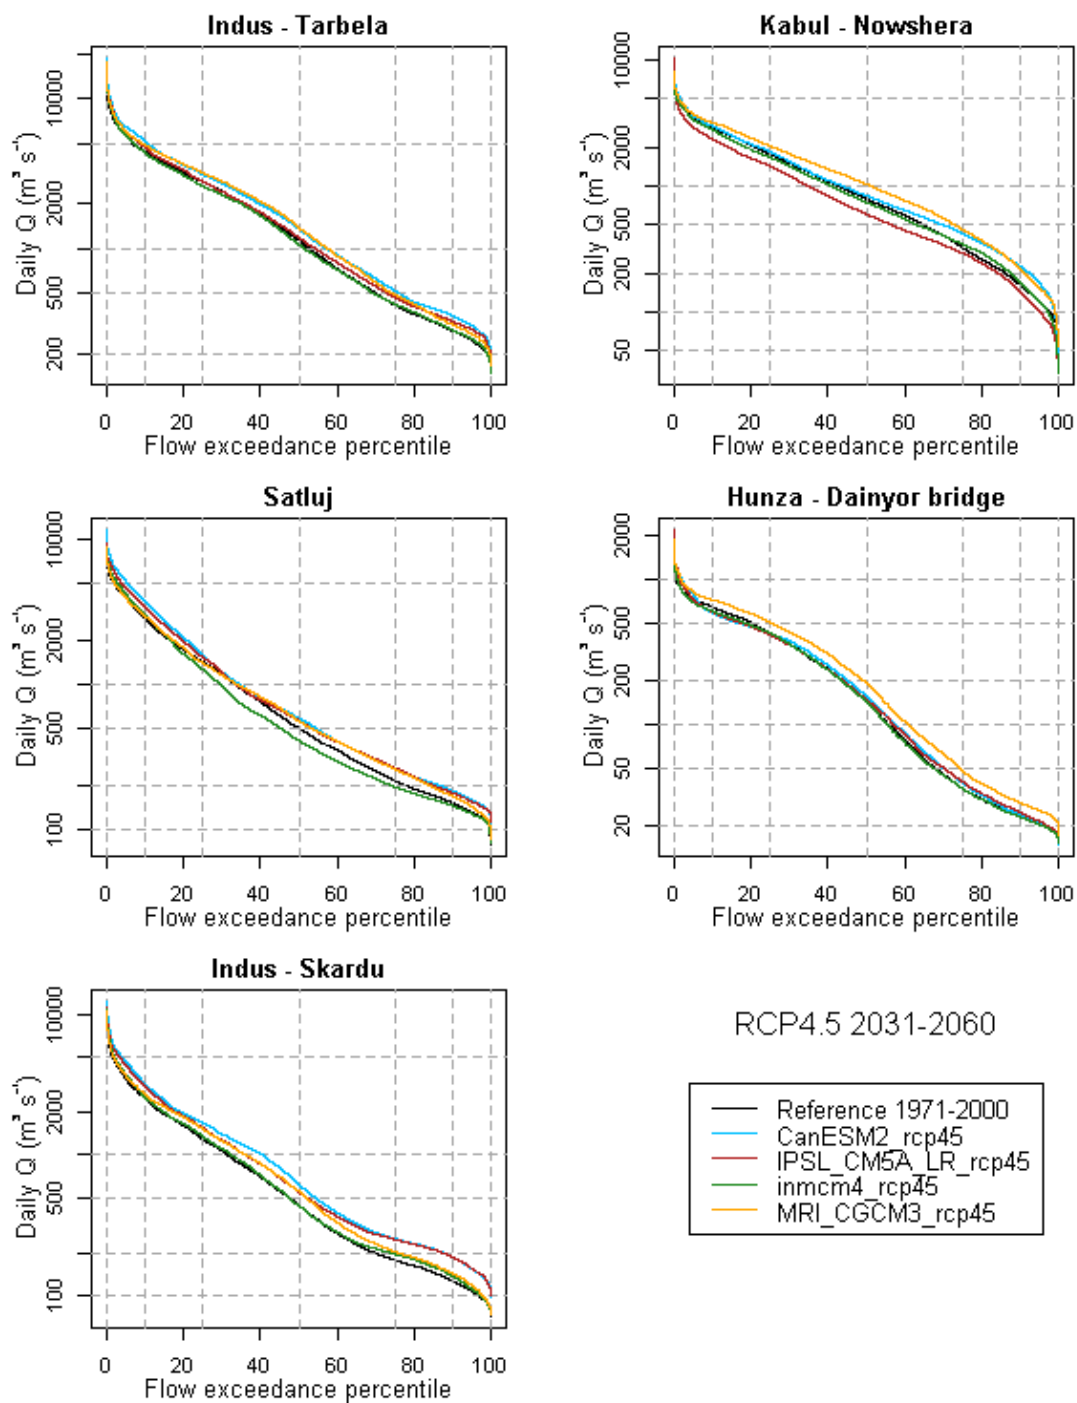 Indus - Tarbela
Daily Q (m³ s⁻¹)
10000
2000
500
200
0 20 40 60 80 100
Flow exceedance percentile
Kabul - Nowshera
Daily Q (m³ s⁻¹)
10000
2000
500
200
50
0 20 40 60 80 100
Flow exceedance percentile
Satluj
Daily Q (m³ s⁻¹)
10000
2000
5000
100
0 20 40 60 80 100
Flow exceedance percentile
Hunza - Dainyor bridge
Daily Q (m³ s⁻¹)
2000
500
200
50
20
0 20 40 60 80 100
Flow exceedance percentile
Indus - Skardu
Daily Q (m³ s⁻¹)
10000
2000
5000
100
0 20 40 60 80 100
Flow exceedance percentile
RCP4.5 2031-2060
Reference 1971-2000
CanESM2_rcp45
IPSL_CM5A_LR_rcp45
inmcm4_rcp45
MRI_CGCM3_rcp45